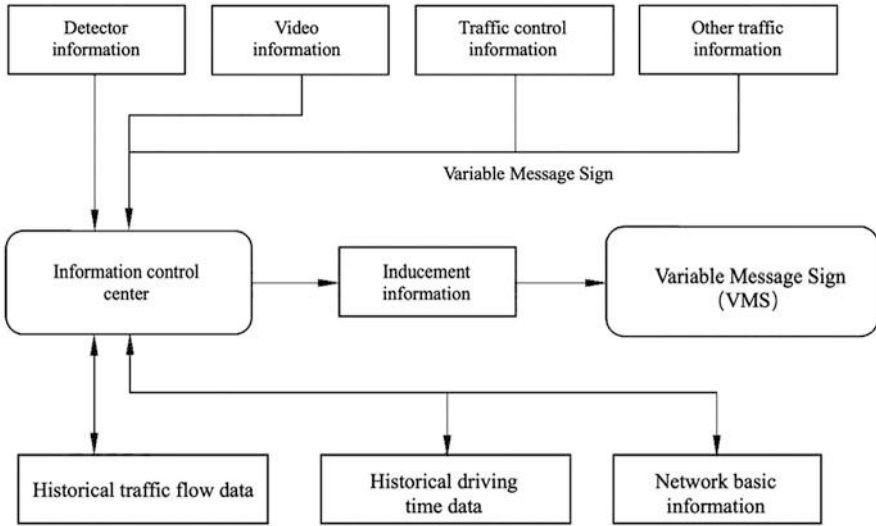 Detector
information
Video
information
Traffic control
information
Other traffic
information
Variable Message Sign
Information control
center
Inducement
information
Variable Message Sign
(VMS)
Historical traffic flow data
Historical driving
time data
Network basic
information